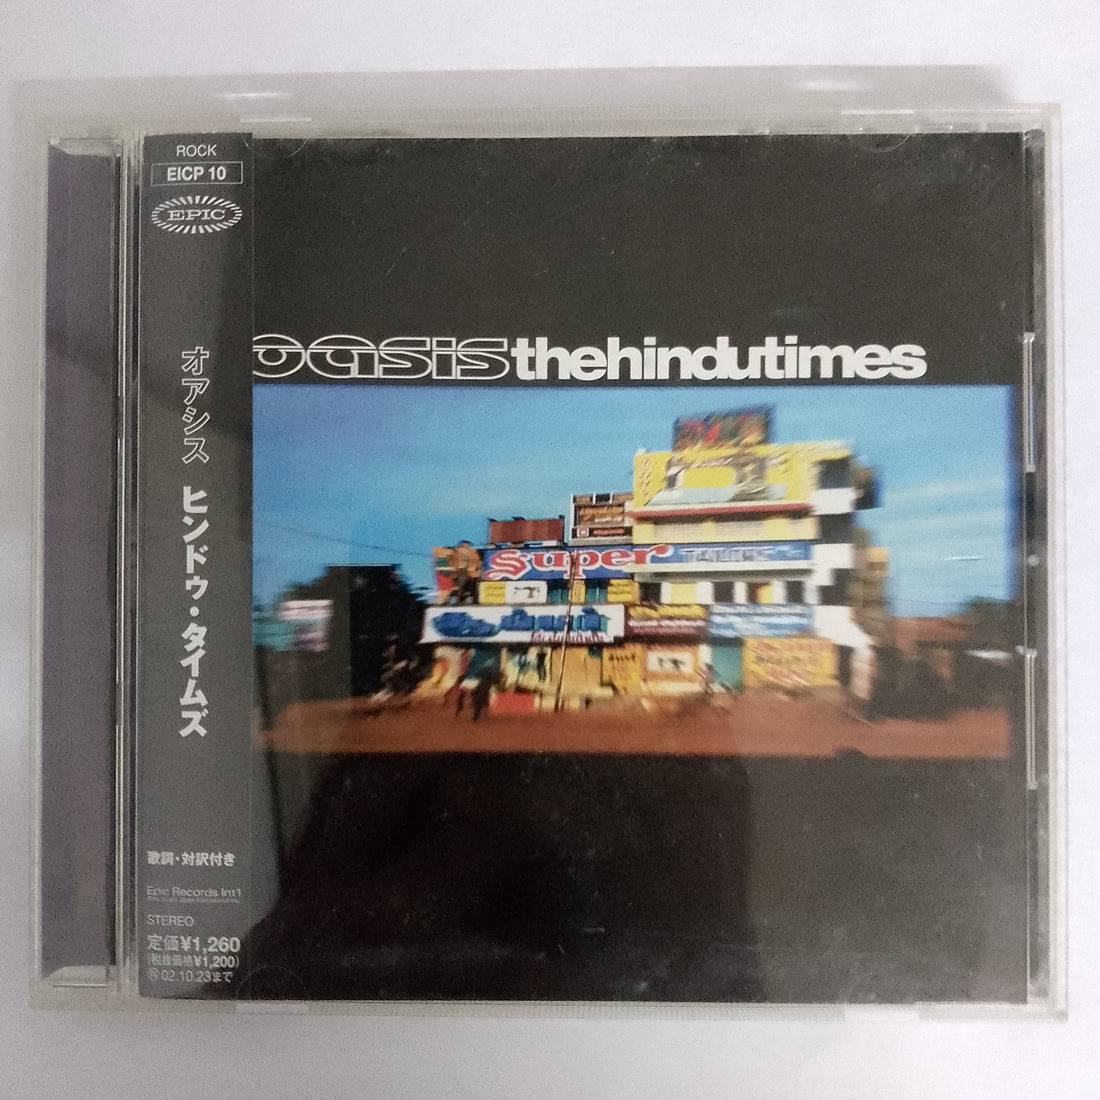 ROCK
EICP 10
EPIC
オアシス ヒンドゥ・タイムズ
歌詞・対訳付き
Epic Records Int'l
STEREO
定価¥1,260
(税抜価格¥1,200)
02.10.23まで
oasis thehindutimes
Super